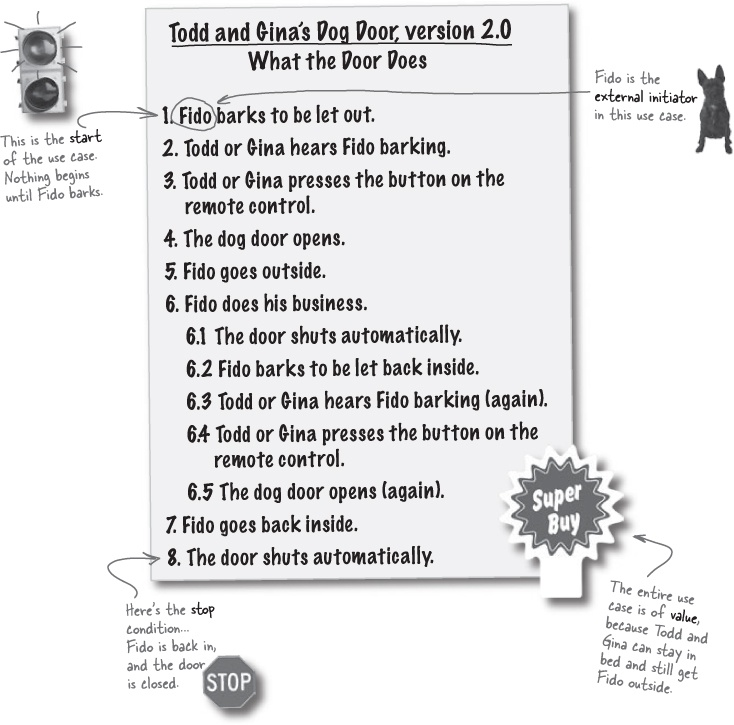 Todd and Gina's Dog Door, version 2.0
What the Door Does
1. Fido barks to be let out.
2. Todd or Gina hears Fido barking.
3. Todd or Gina presses the button on the
remote control.
4. The dog door opens.
5. Fido goes outside.
6. Fido does his business.
6.1 The door shuts automatically.
6.2 Fido barks to be let back inside.
6.3 Todd or Gina hears Fido barking (again).
6.4 Todd or Gina presses the button on the
remote control.
6.5 The dog door opens (again).
7. Fido goes back inside.
8. The door shuts automatically.
This is the start
of the use case.
Nothing begins
until Fido barks.
Fido is the
external initiator
in this use case.
Super
Buy
Here's the stop
condition...
Fido is back in,
and the door
is closed.
STOP
The entire use
case is of value,
because Todd and
Gina can stay in
bed and still get
Fido outside.